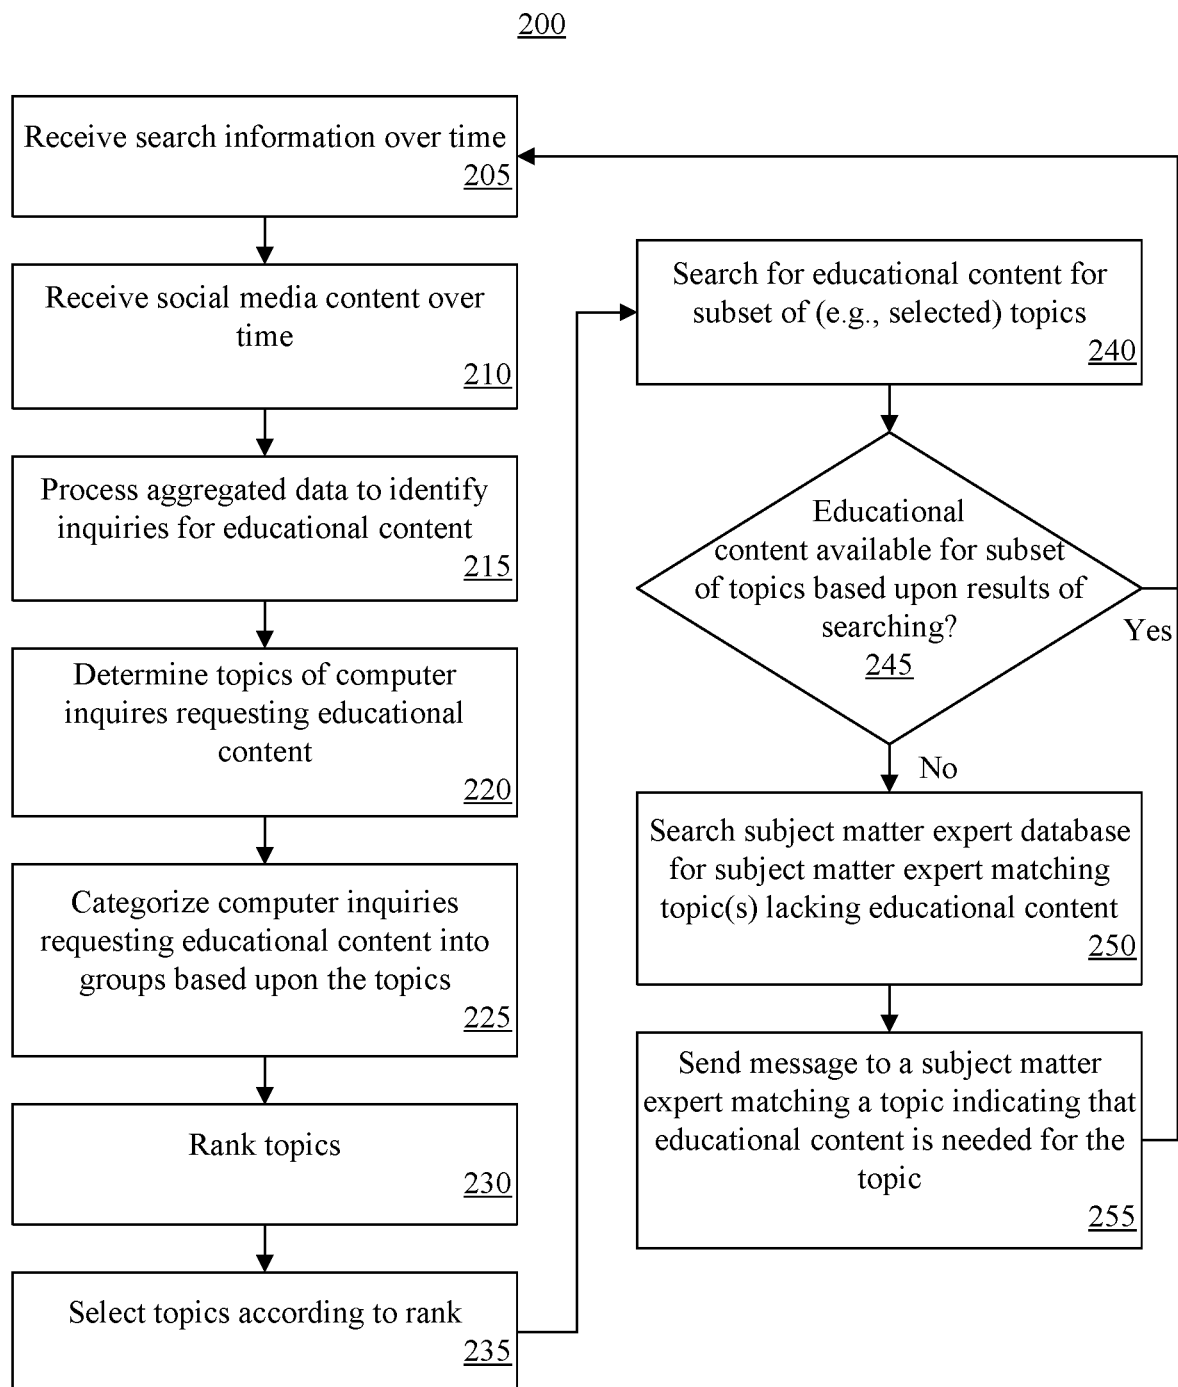 200
Receive search information over time
205
Receive social media content over
time
210
Process aggregated data to identify
inquiries for educational content
215
Determine topics of computer
inquires requesting educational
content
220
Categorize computer inquiries
requesting educational content into
groups based upon the topics
225
Rank topics
230
Select topics according to rank
235
Search for educational content for
subset of (e.g., selected) topics
240
Educational
content available for subset
of topics based upon results of
searching?
245
Yes
No
Search subject matter expert database
for subject matter expert matching
topic(s) lacking educational content
250
Send message to a subject matter
expert matching a topic indicating that
educational content is needed for the
topic
255